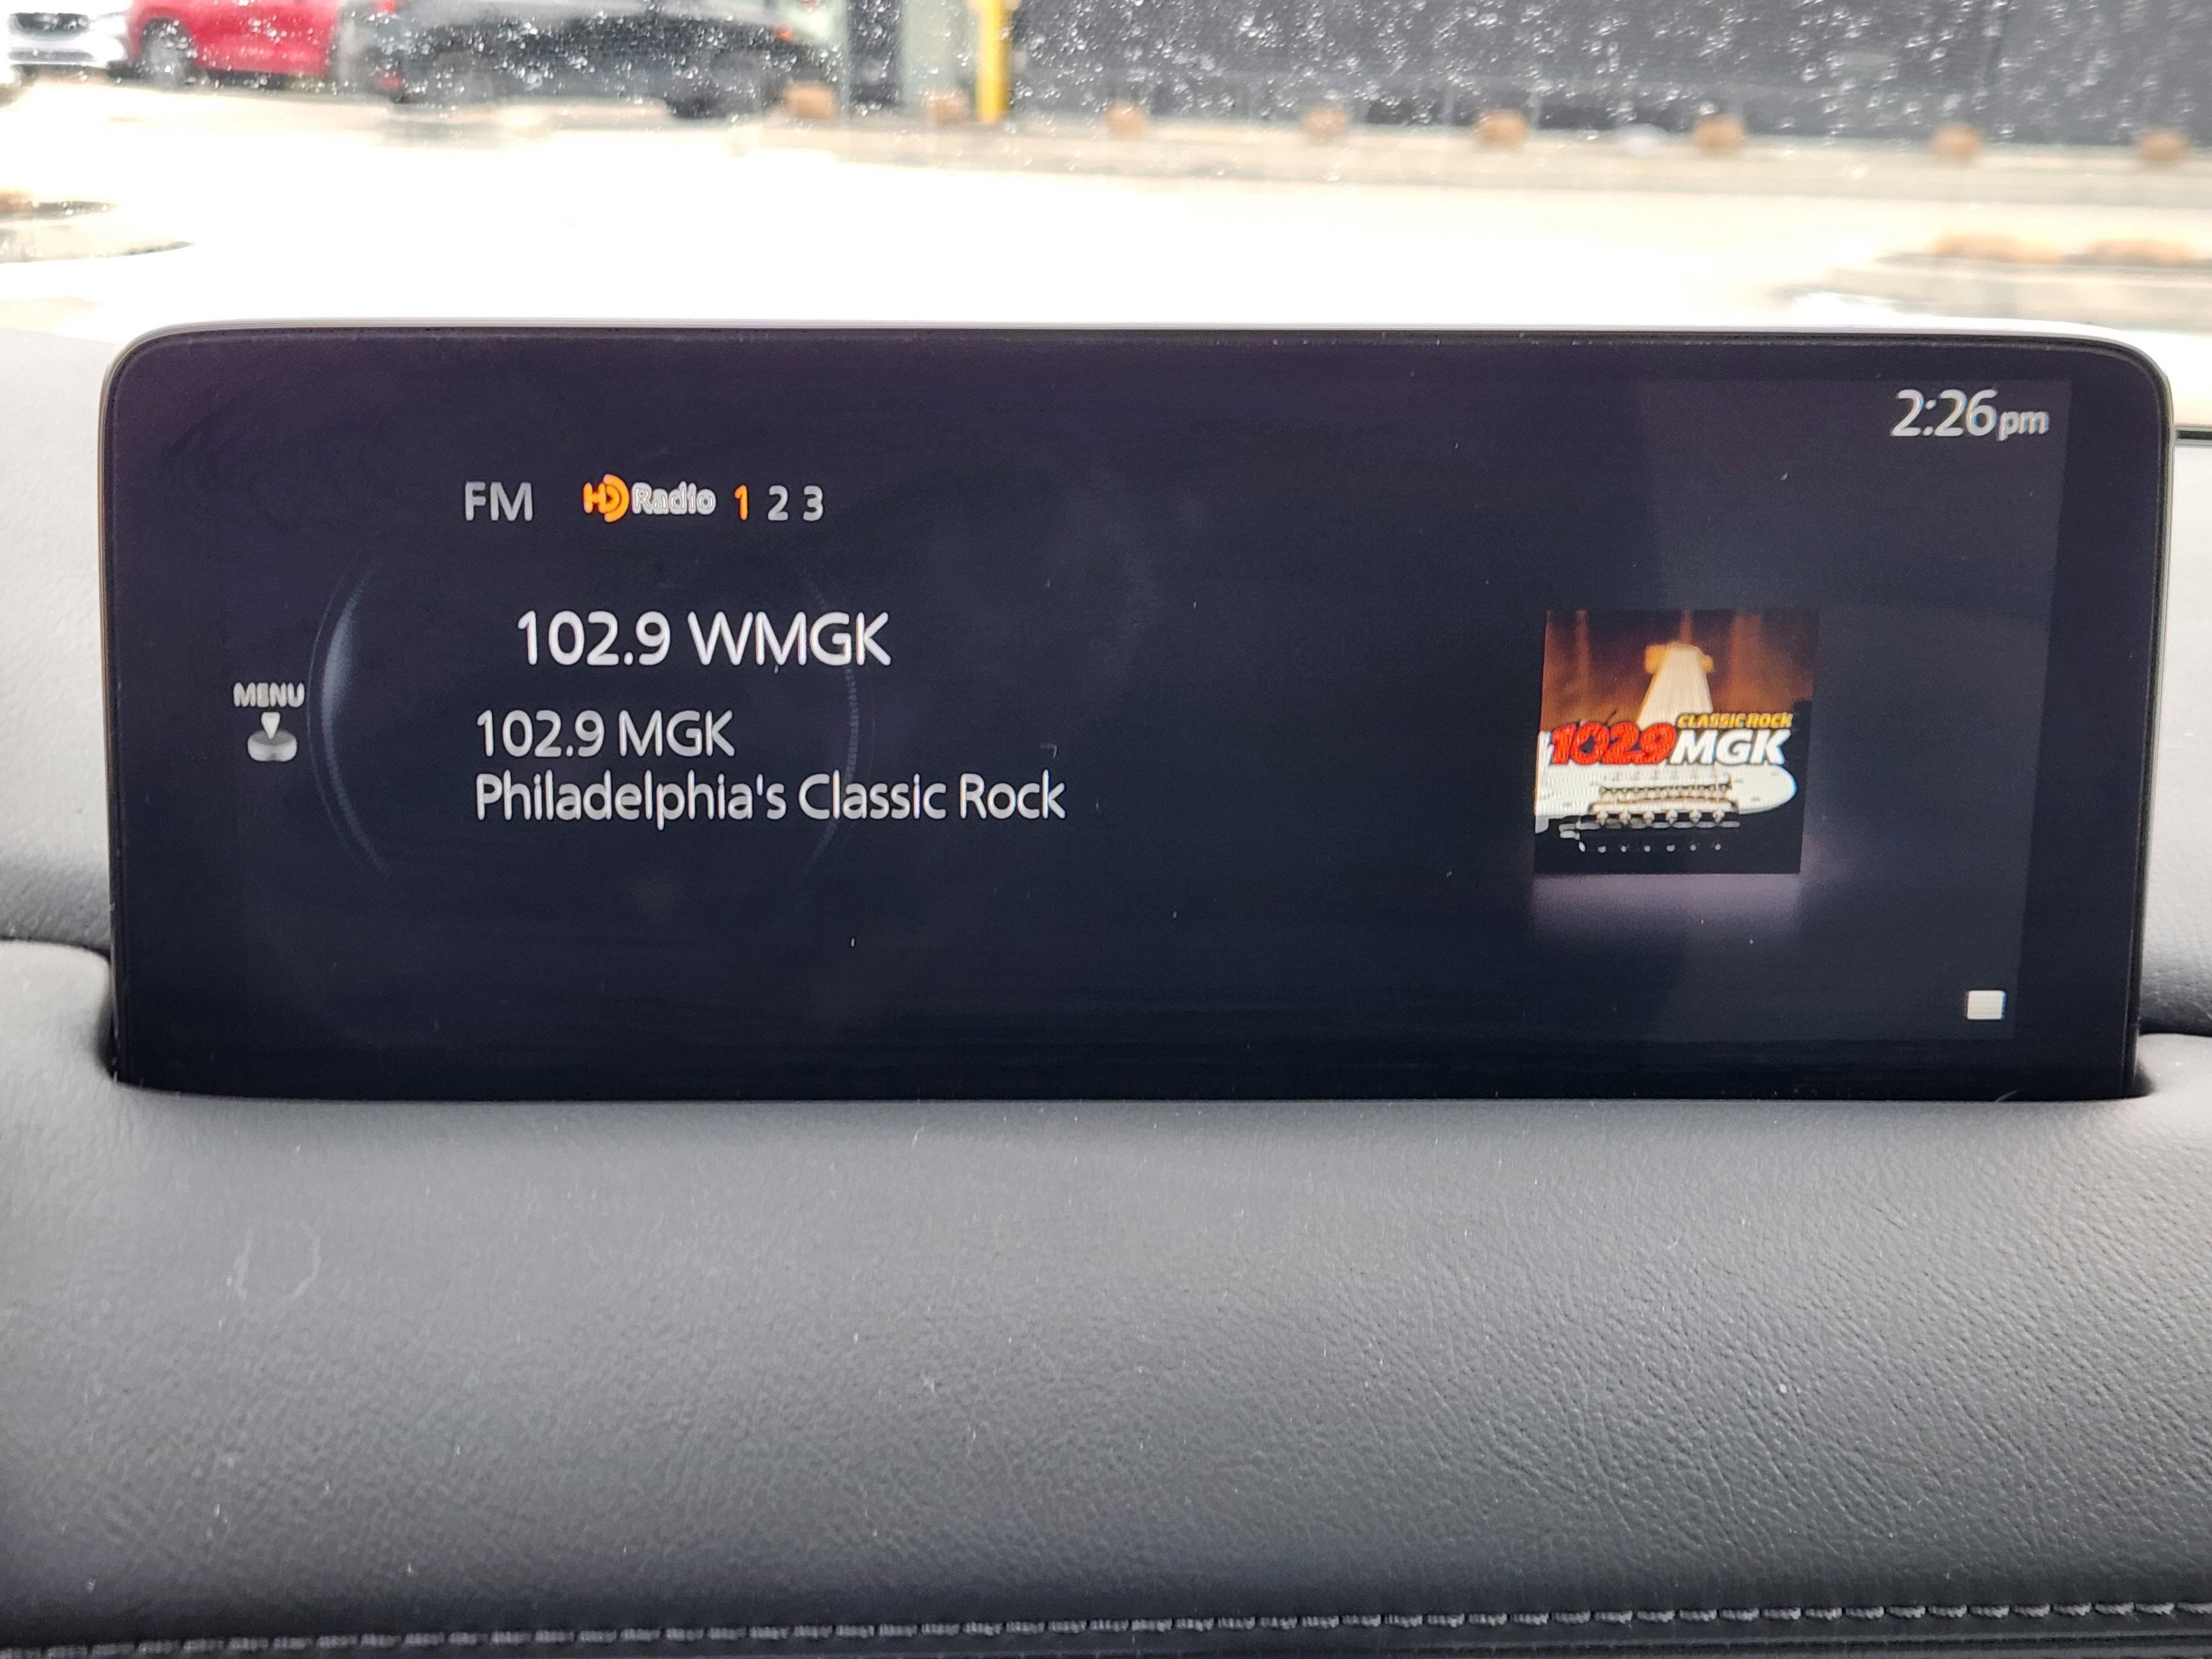 2:26pm
FM HD Radio 1 2 3
102.9 WMGK
MENU
102.9 MGK
Philadelphia's Classic Rock
CLASSIC ROCK
102.9 MGK